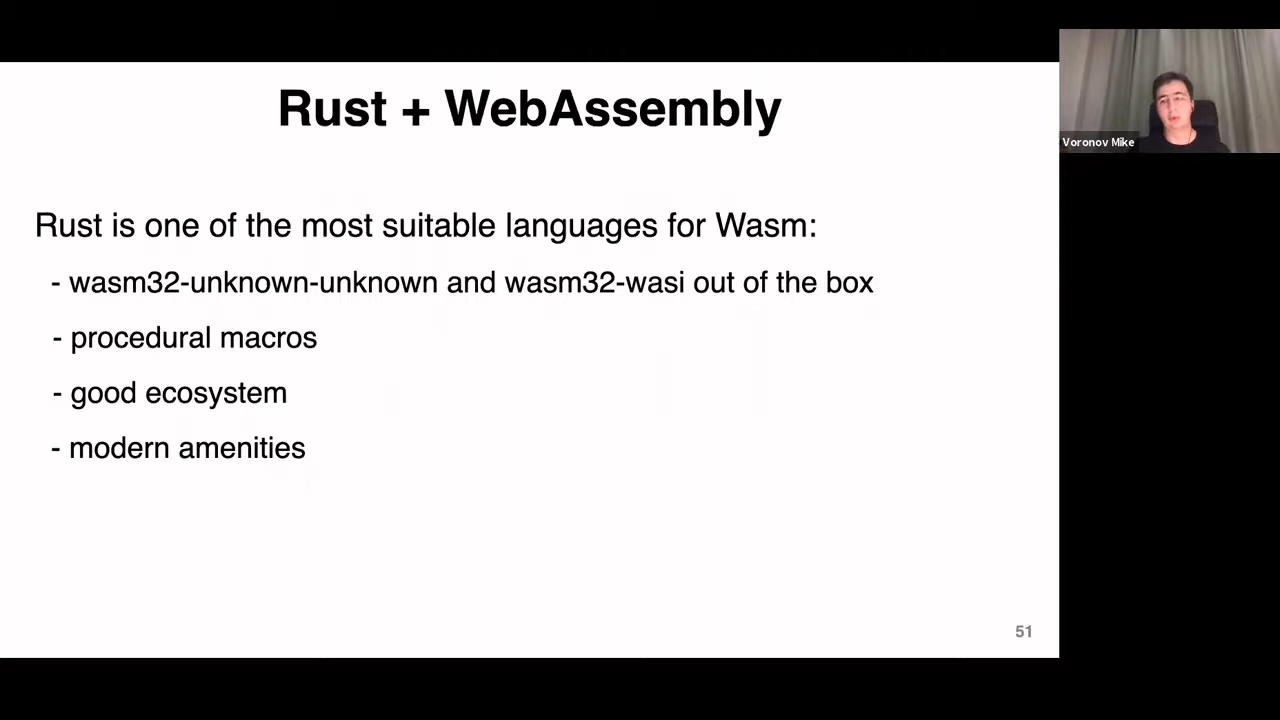 Rust + WebAssembly
Voronov Mike
Rust is one of the most suitable languages for Wasm:
- wasm32-unknown-unknown and wasm32-wasi out of the box
- procedural macros
- good ecosystem
- modern amenities
51